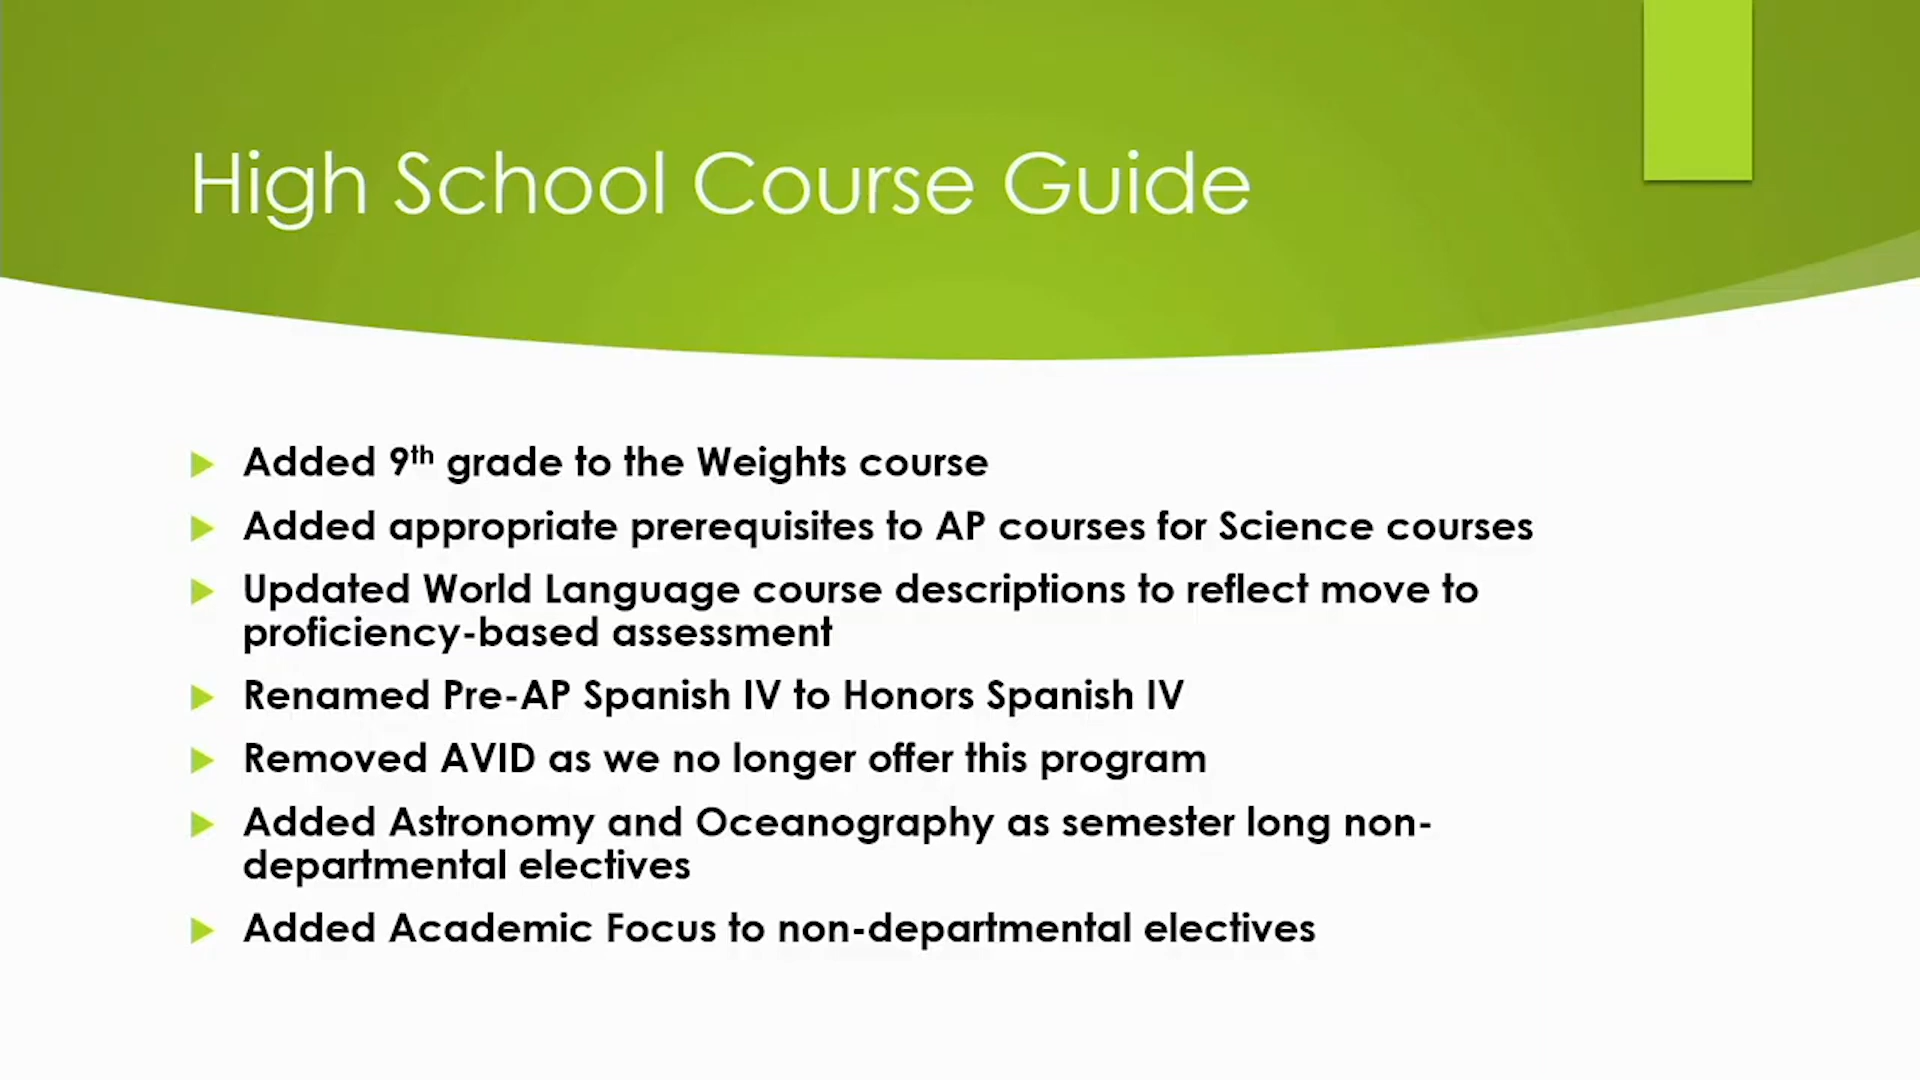 High School Course Guide
Added 9th grade to the Weights course
Added appropriate prerequisites to AP courses for Science courses
Updated World Language course descriptions to reflect move to
proficiency-based assessment
Renamed Pre-AP Spanish IV to Honors Spanish IV
Removed AVID as we no longer offer this program
Added Astronomy and Oceanography as semester long non-
departmental electives
Added Academic Focus to non-departmental electives